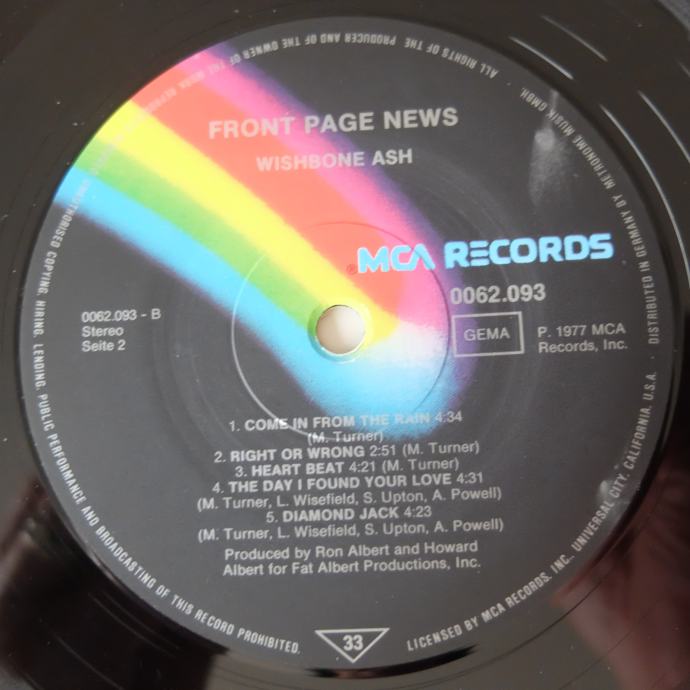 FRONT PAGE NEWS
WISHBONE ASH
®MCA RECORDS
0062.093
GEMA
P. 1977 MCA
Records, Inc.
0062.093 - B
Stereo
Seite 2
1. COME IN FROM THE RAIN 4:34
(M. Turner)
2. RIGHT OR WRONG 2:51 (M. Turner)
3. HEART BEAT 4:21 (M. Turner)
4. THE DAY I FOUND YOUR LOVE 4:31
(M. Turner, L. Wisefield, S. Upton, A. Powell)
5. DIAMOND JACK 4:23
(M. Turner, L. Wisefield, S. Upton, A. Powell)
Produced by Ron Albert and Howard
Albert for Fat Albert Productions, Inc.
33
ALL RIGHTS OF THE PRODUCER AND OF THE OWNER OF THE WORK REPRODUCED UNAUTHORISED COPYING, HIRING, LENDING, PUBLIC PERFORMANCE AND BROADCASTING OF THIS RECORD PROHIBITED.
LICENSED BY MCA RECORDS, INC., UNIVERSAL CITY, CALIFORNIA, U.S.A. · DISTRIBUTED IN GERMANY BY METRONOME MUSIK GMBH.